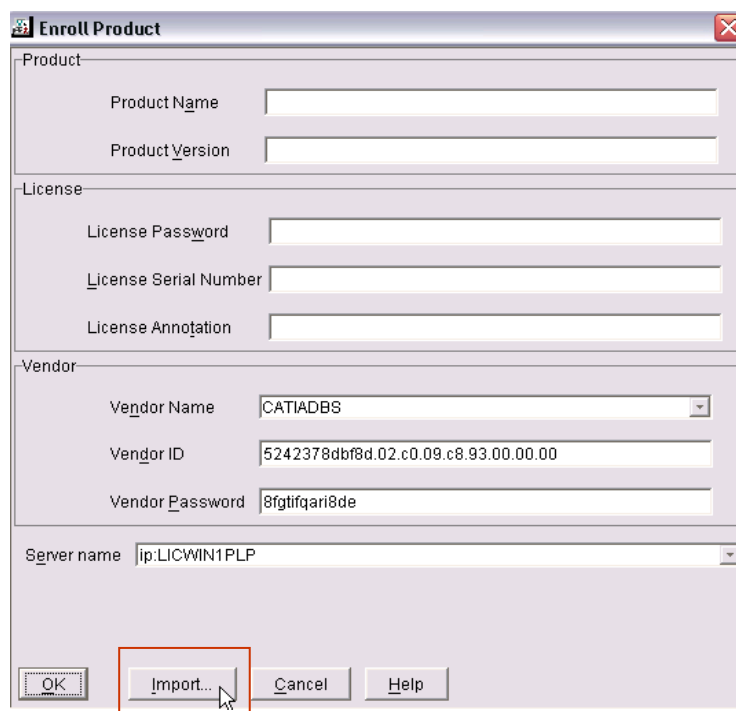 Enroll Product
Product
Product Name
Product Version
License
License Password
License Serial Number
License Annotation
Vendor
Vendor Name CATIADBS
Vendor ID 5242378dbf8d.02.c0.09.c8.93.00.00.00
Vendor Password 8fgtifqari8de
Server name ip:LICWIN1PLP
OK Import... Cancel Help